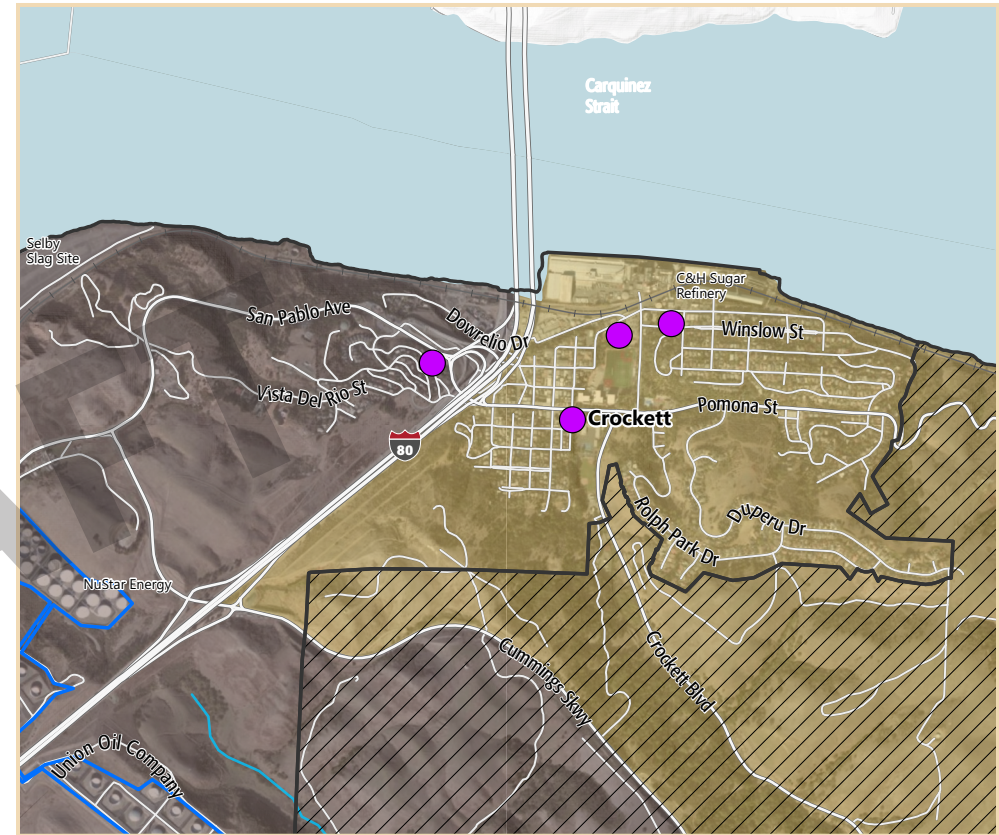 Carquinez
Strait
Selby
Slag Site
C&H Sugar
Refinery
San Pablo Ave
Dowrelio Dr
Winslow St
Vista Del Rio St
Pomona St
Crockett
80
Rolph Park Dr
Duperu Dr
NuStar Energy
Cummings Skwy
Crockett Blvd
Union Oil Company